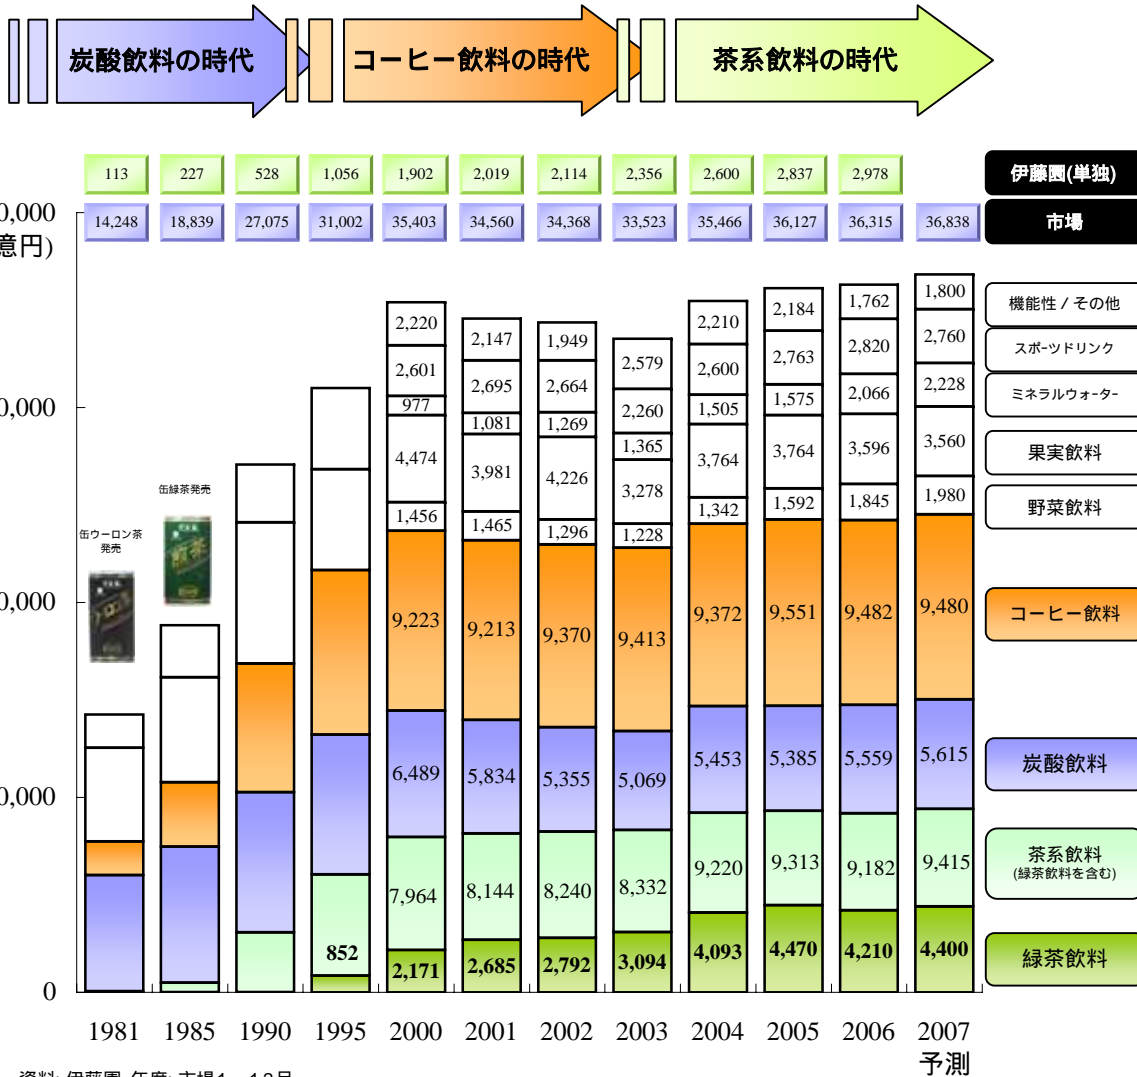 炭酸飲料の時代 コーヒー飲料の時代 茶系飲料の時代
113 227 528 1,056 1,902 2,019 2,114 2,356 2,600 2,837 2,978 伊藤園(単独)
0,000 14,248 18,839 27,075 31,002 35,403 34,560 34,368 33,523 35,466 36,127 36,315 36,838 市場
億円)
2,220 2,147 1,949 2,579 2,210 2,184 1,762 1,800 機能性 / その他
2,601 2,695 2,664 2,260 2,600 2,763 2,820 2,760 スポーツドリンク
0,000 977 1,081 1,269 1,365 1,505 1,575 2,066 2,228 ミネラルウォーター
4,474 3,981 4,226 3,278 3,764 3,764 3,596 3,560 果実飲料
1,456 1,465 1,296 1,228 1,342 1,592 1,845 1,980 野菜飲料
缶緑茶発売
缶ウーロン茶
発売
0,000 9,223 9,213 9,370 9,413 9,372 9,551 9,482 9,480 コーヒー飲料
6,489 5,834 5,355 5,069 5,453 5,385 5,559 5,615 炭酸飲料
0,000
7,964 8,144 8,240 8,332 9,220 9,313 9,182 9,415 茶系飲料
(緑茶飲料を含む)
852 2,171 2,685 2,792 3,094 4,093 4,470 4,210 4,400 緑茶飲料
0
1981 1985 1990 1995 2000 2001 2002 2003 2004 2005 2006 2007
予測